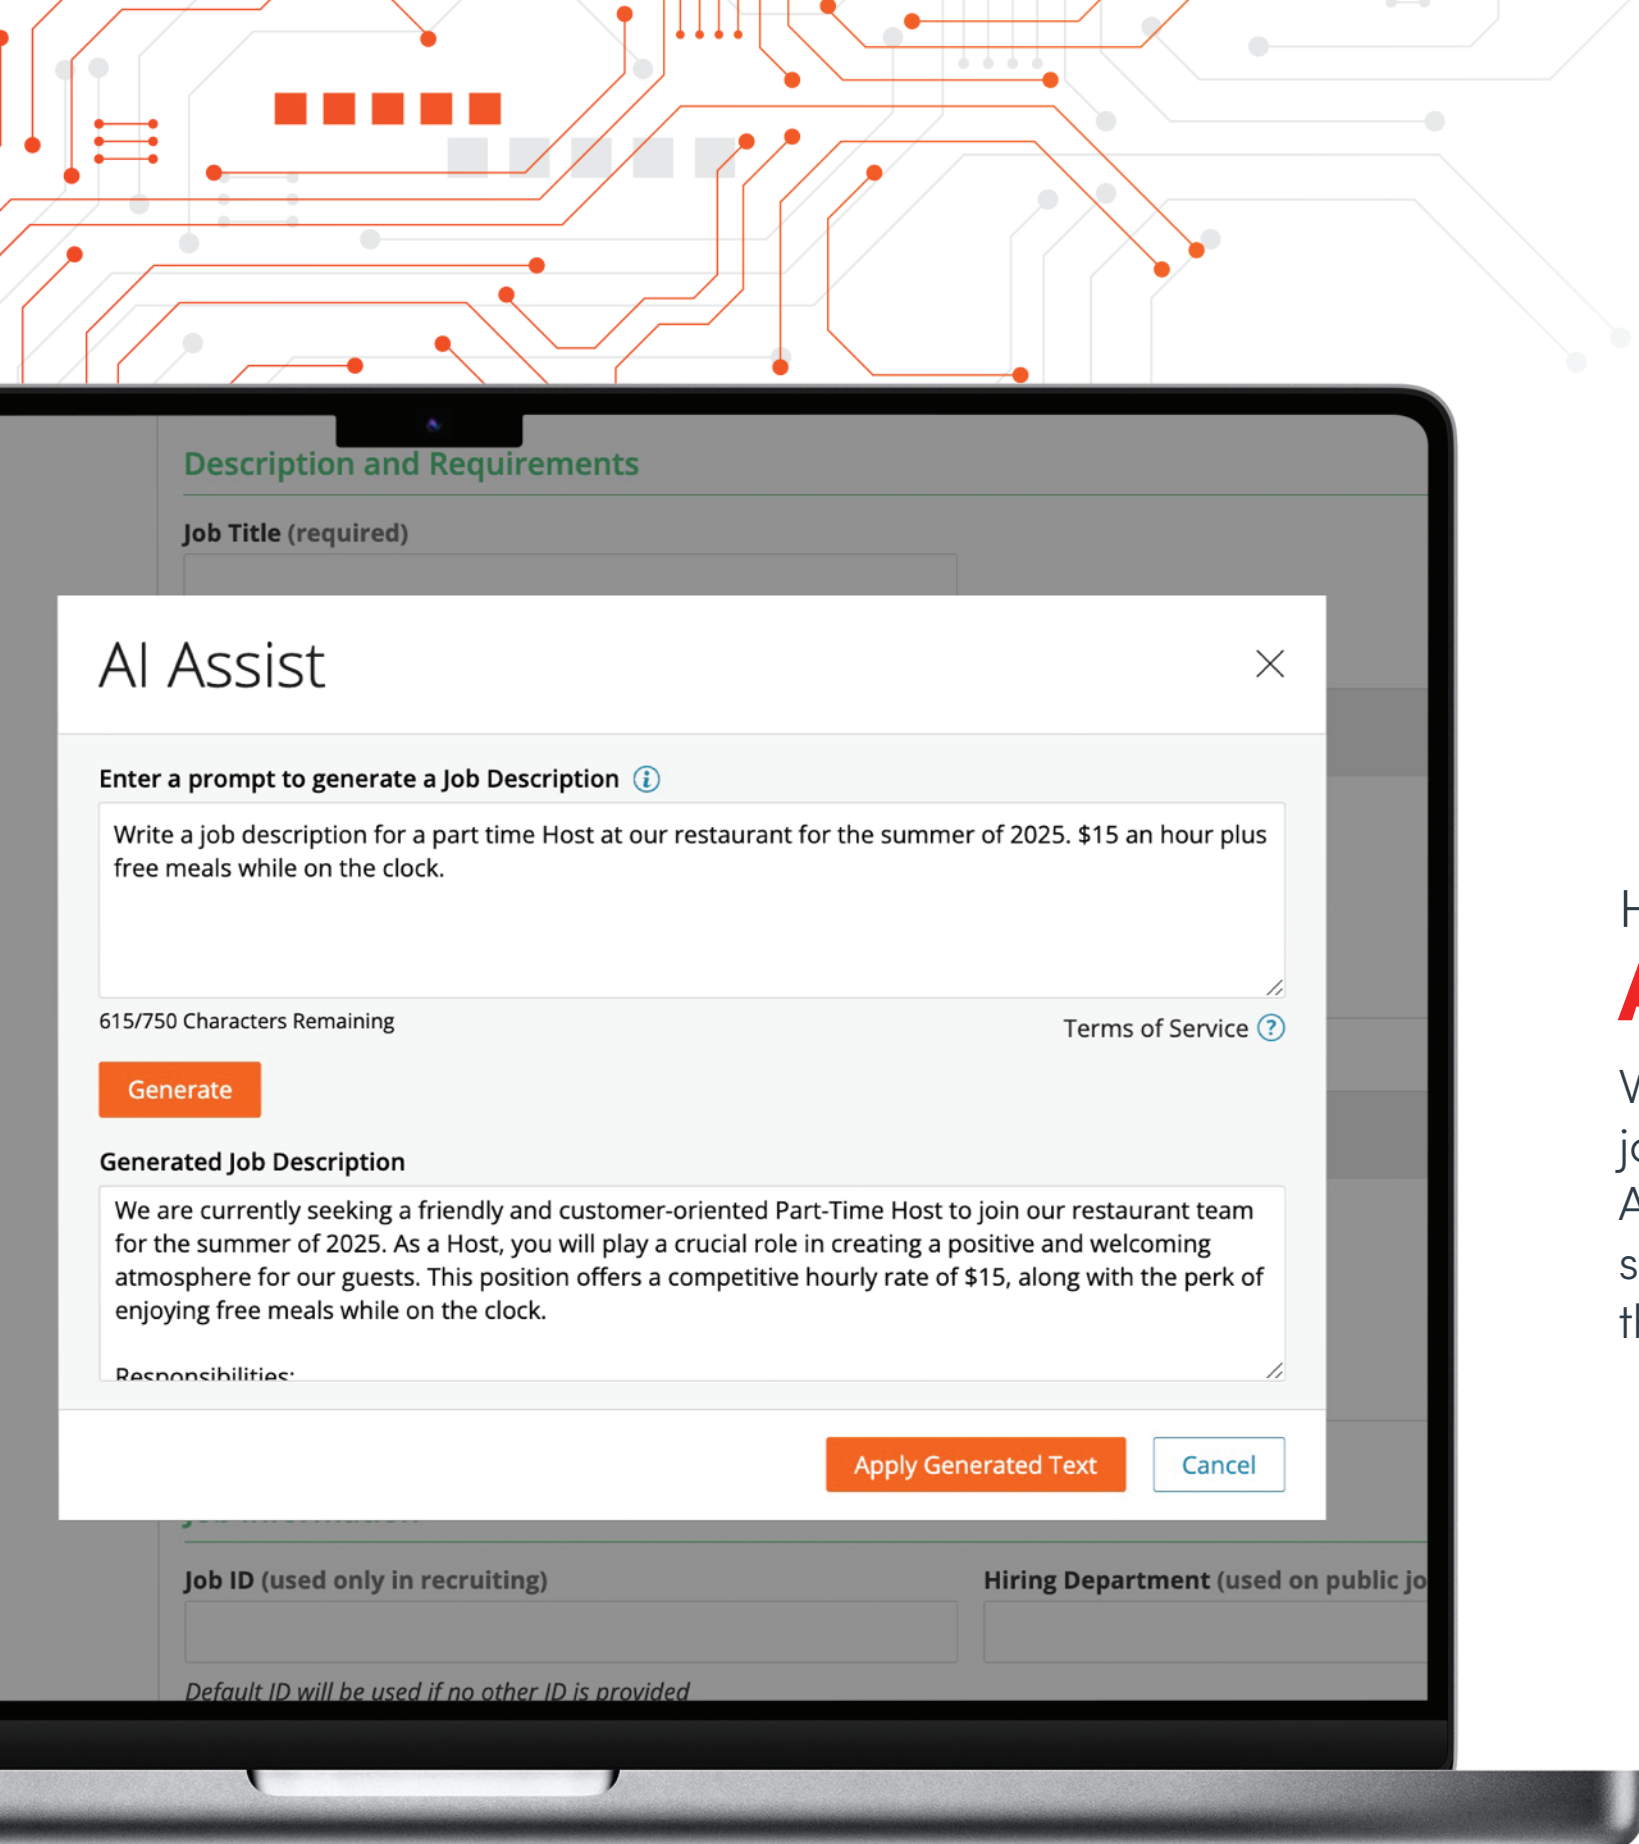 Description and Requirements
Job Title (required)
AI Assist
Enter a prompt to generate a Job Description
Write a job description for a part time Host at our restaurant for the summer of 2025. $15 an hour plus
free meals while on the clock.
615/750 Characters Remaining
Terms of Service ?
Generate
Generated Job Description
We are currently seeking a friendly and customer-oriented Part-Time Host to join our restaurant team
for the summer of 2025. As a Host, you will play a crucial role in creating a positive and welcoming
atmosphere for our guests. This position offers a competitive hourly rate of $15, along with the perk of
enjoying free meals while on the clock.
Responsibilities:
Apply Generated Text
Cancel
Job ID (used only in recruiting)
Hiring Department (used on public jo
Default ID will be used if no other ID is provided